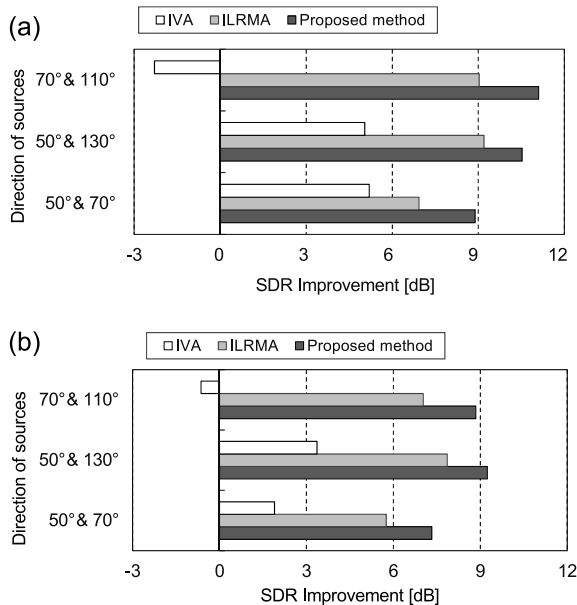 (a)
IVA ILRMA Proposed method
Direction of sources
70°& 110°
50°& 130°
50°& 70°
-3 0 3 6 9 12
SDR Improvement [dB]
(b)
IVA ILRMA Proposed method
Direction of sources
70°& 110°
50°& 130°
50°& 70°
-3 0 3 6 9 12
SDR Improvement [dB]